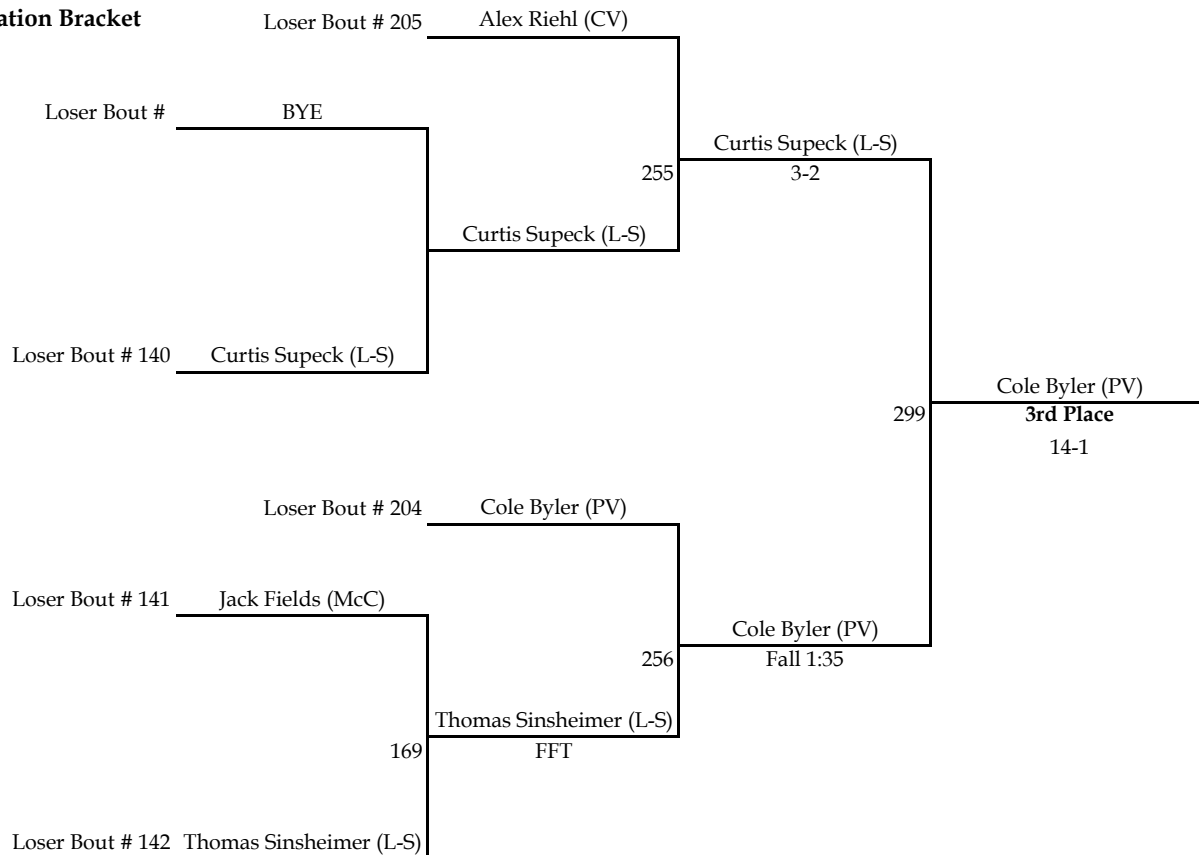 ation Bracket
Loser Bout # 205 Alex Riehl (CV)
Loser Bout # BYE
Curtis Supeck (L-S)
255 3-2
Curtis Supeck (L-S)
Loser Bout # 140 Curtis Supeck (L-S)
Cole Byler (PV)
299 3rd Place
14-1
Loser Bout # 204 Cole Byler (PV)
Loser Bout # 141 Jack Fields (McC)
Cole Byler (PV)
256 Fall 1:35
Thomas Sinsheimer (L-S)
169 FFT
Loser Bout # 142 Thomas Sinsheimer (L-S)